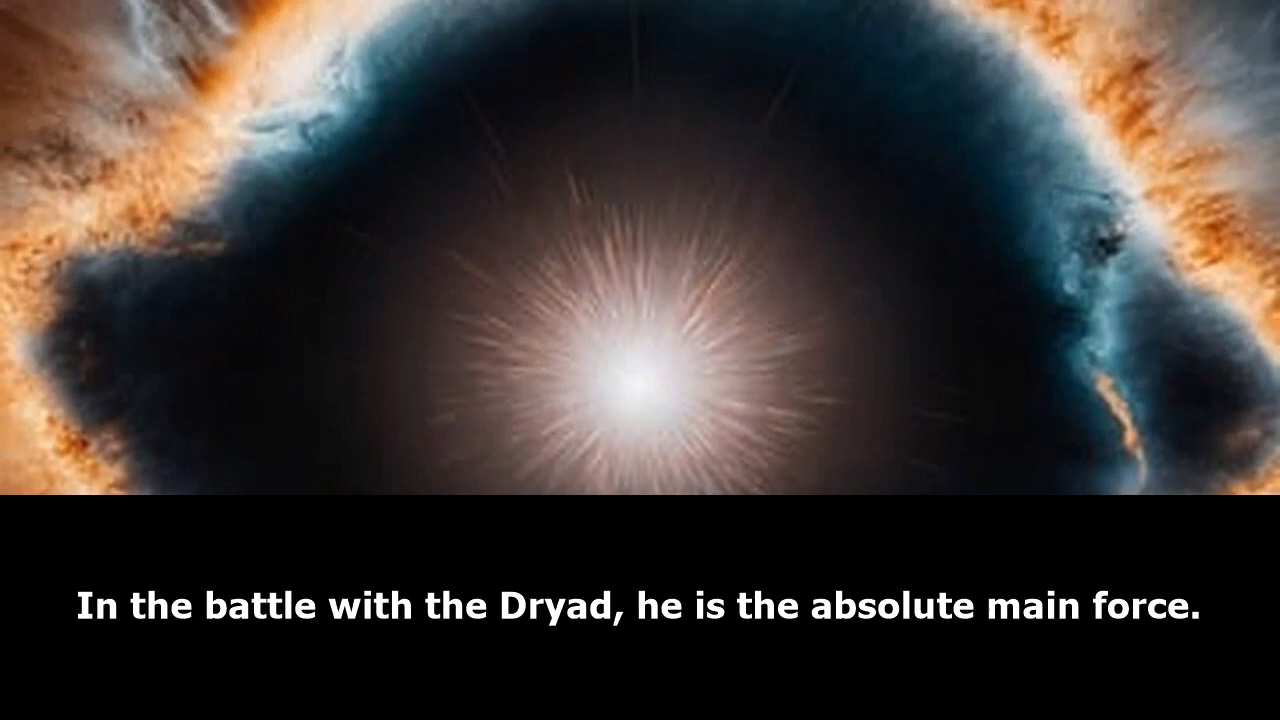 In the battle with the Dryad, he is the absolute main force.